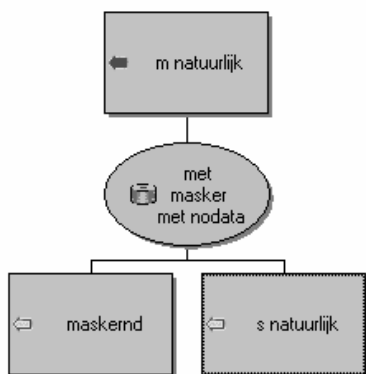 m natuurlijk
met
masker
met nodata
maskernd
s natuurlijk